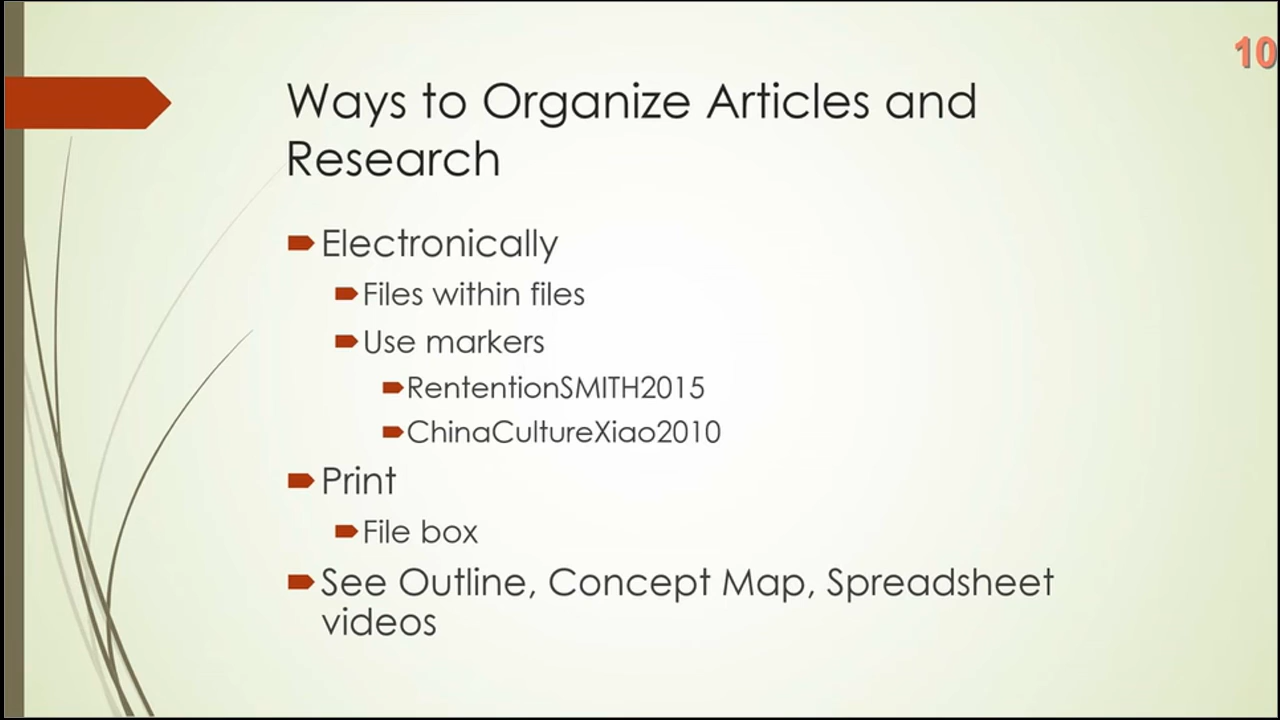 10
Ways to Organize Articles and
Research
Electronically
Files within files
Use markers
RententionSMITH2015
ChinaCultureXiao2010
Print
File box
See Outline, Concept Map, Spreadsheet
videos